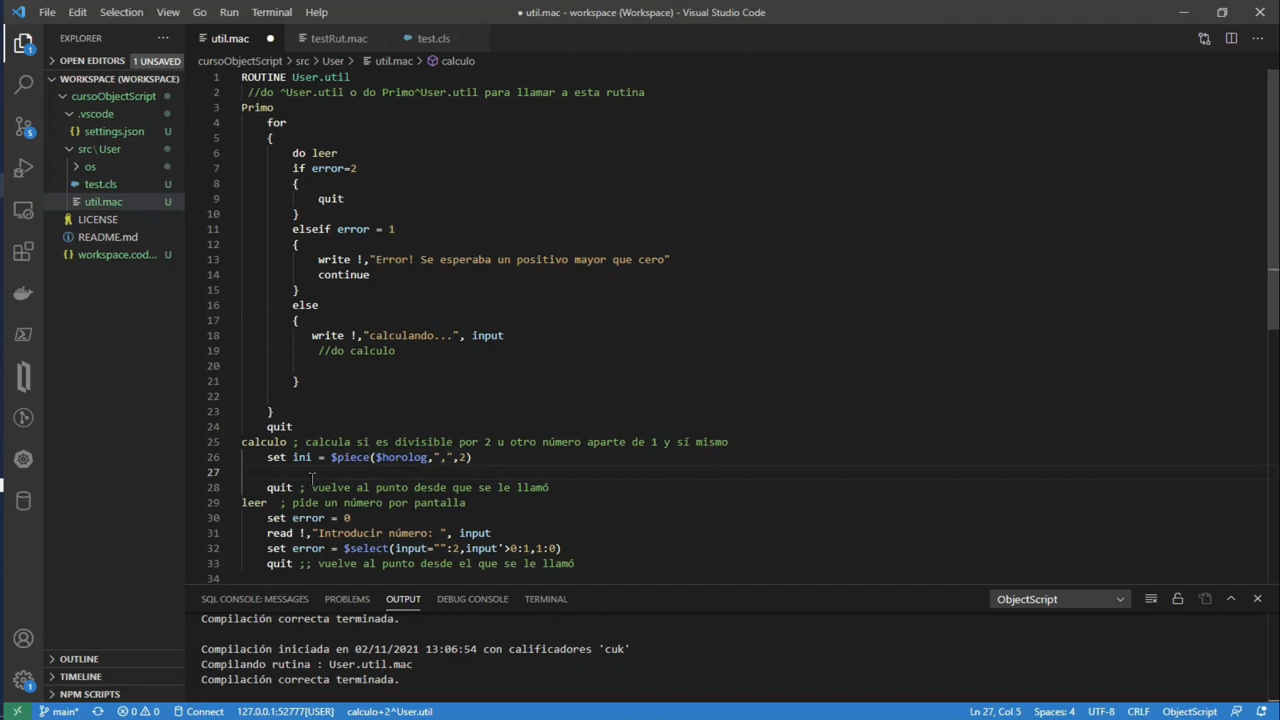 File Edit Selection View Go Run Terminal Help
● util.mac - workspace (Workspace) - Visual Studio Code
EXPLORER ···
util.mac ●
testRut.mac
test.cls
OPEN EDITORS 1 UNSAVED
WORKSPACE (WORKSPACE)
cursoObjectScript
.vscode
{} settings.json U
src\User
os
test.cls U
util.mac U
LICENSE
README.md U
workspace.cod... U
cursoObjectScript > src > User > util.mac > calculo
1 ROUTINE User.util
2 //do ^User.util o do Primo^User.util para llamar a esta rutina
3 Primo
4 for
5 {
6 do leer
7 if error=2
8 {
9 quit
10 }
11 elseif error = 1
12 {
13 write !,"Error! Se esperaba un positivo mayor que cero"
14 continue
15 }
16 else
17 {
18 write !,"calculando...", input
19 //do calculo
20
21 }
22
23 }
24 quit
25 calculo ; calcula si es divisible por 2 u otro número aparte de 1 y sí mismo
26 set ini = $piece($horolog,",",2)
27
28 quit ; vuelve al punto desde que se le llamó
29 leer ; pide un número por pantalla
30 set error = 0
31 read !,"Introducir número: ", input
32 set error = $select(input="":2,input'>0:1,1:0)
33 quit ;; vuelve al punto desde el que se le llamó
34
SQL CONSOLE: MESSAGES PROBLEMS OUTPUT DEBUG CONSOLE TERMINAL
ObjectScript
Compilación correcta terminada.
Compilación iniciada en 02/11/2021 13:06:54 con calificadores 'cuk'
Compilando rutina : User.util.mac
Compilación correcta terminada.
OUTLINE
TIMELINE
NPM SCRIPTS
1
5
1
main* 0 0 Connect 127.0.0.1:52777[USER] calculo+2^User.util
Ln 27, Col 5 Spaces: 4 UTF-8 CRLF ObjectScript